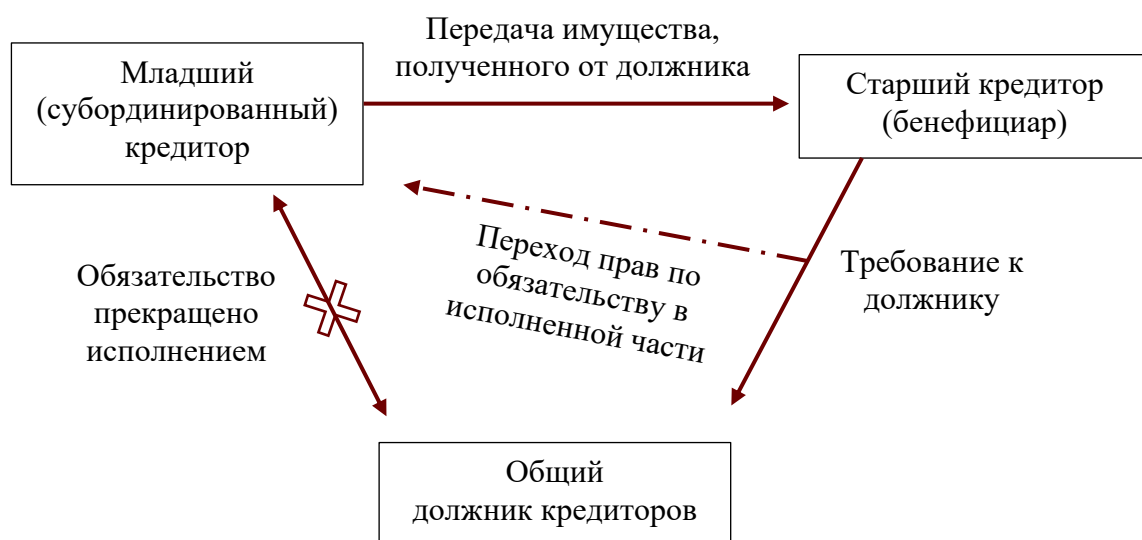 Передача имущества,
полученного от должника
Младший
(субординированный)
кредитор
Старший кредитор
(бенефициар)
Переход прав по
обязательству в
исполненной части
Обязательство
прекращено
исполнением
Требование к
должнику
Общий
должник кредиторов